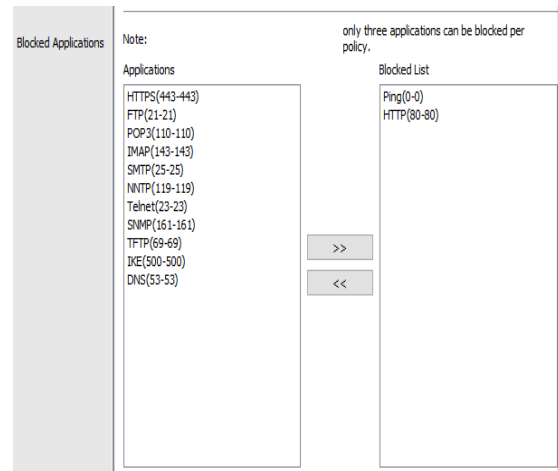 Blocked Applications
Note:
only three applications can be blocked per
policy.
Applications
Blocked List
HTTPS(443-443)
FTP(21-21)
POP3(110-110)
IMAP(143-143)
SMTP(25-25)
NNTP(119-119)
Telnet(23-23)
SNMP(161-161)
TFTP(69-69)
IKE(500-500)
DNS(53-53)
>>
<<
Ping(0-0)
HTTP(80-80)